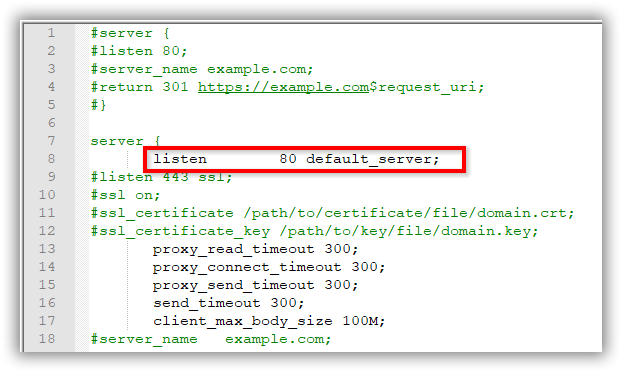 1 #server {
2 #listen 80;
3 #server_name example.com;
4 #return 301 https://example.com$request_uri;
5 #}
6
7 server {
8 listen 80 default_server;
9 #listen 443 ssl;
10 #ssl on;
11 #ssl_certificate /path/to/certificate/file/domain.crt;
12 #ssl_certificate_key /path/to/key/file/domain.key;
13 proxy_read_timeout 300;
14 proxy_connect_timeout 300;
15 proxy_send_timeout 300;
16 send_timeout 300;
17 client_max_body_size 100M;
18 #server_name example.com;